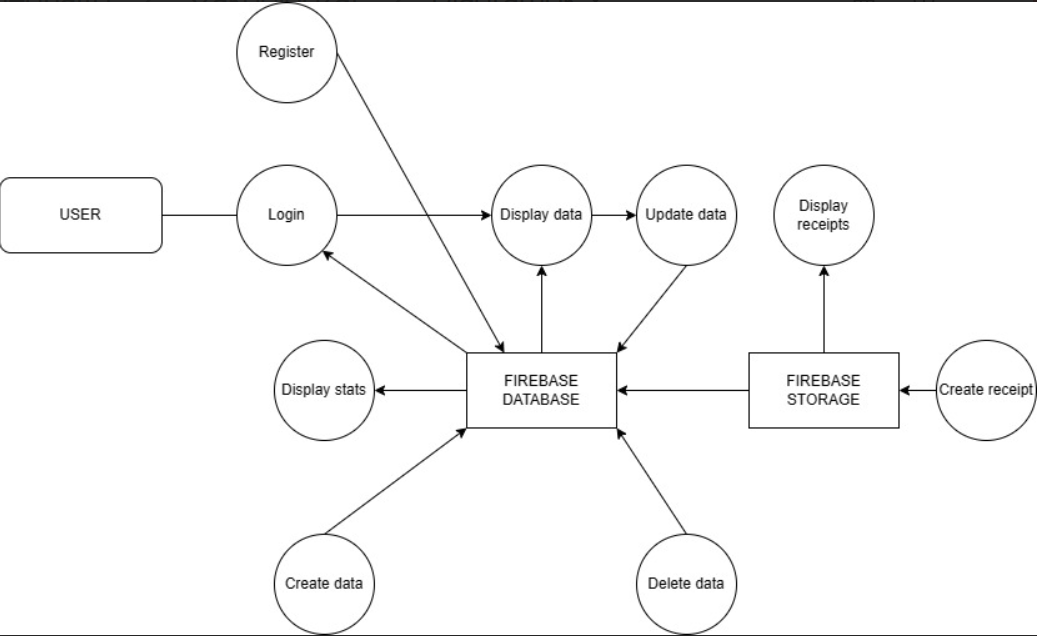 Register
USER
Login
Display data
Update data
Display
receipts
Display stats
FIREBASE
DATABASE
FIREBASE
STORAGE
Create receipt
Create data
Delete data